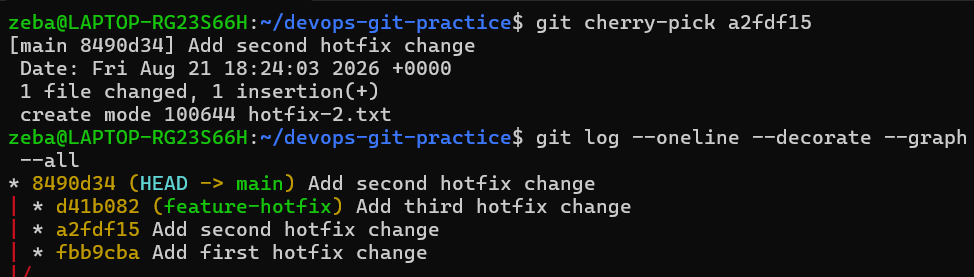 zeba@LAPTOP-RG23S66H:~/devops-git-practice$ git cherry-pick a2fdf15
[main 8490d34] Add second hotfix change
 Date: Fri Aug 21 18:24:03 2026 +0000
 1 file changed, 1 insertion(+)
 create mode 100644 hotfix-2.txt
zeba@LAPTOP-RG23S66H:~/devops-git-practice$ git log --oneline --decorate --graph
 --all
* 8490d34 (HEAD -> main) Add second hotfix change
| * d41b082 (feature-hotfix) Add third hotfix change
| * a2fdf15 Add second hotfix change
| * fbb9cba Add first hotfix change
|/